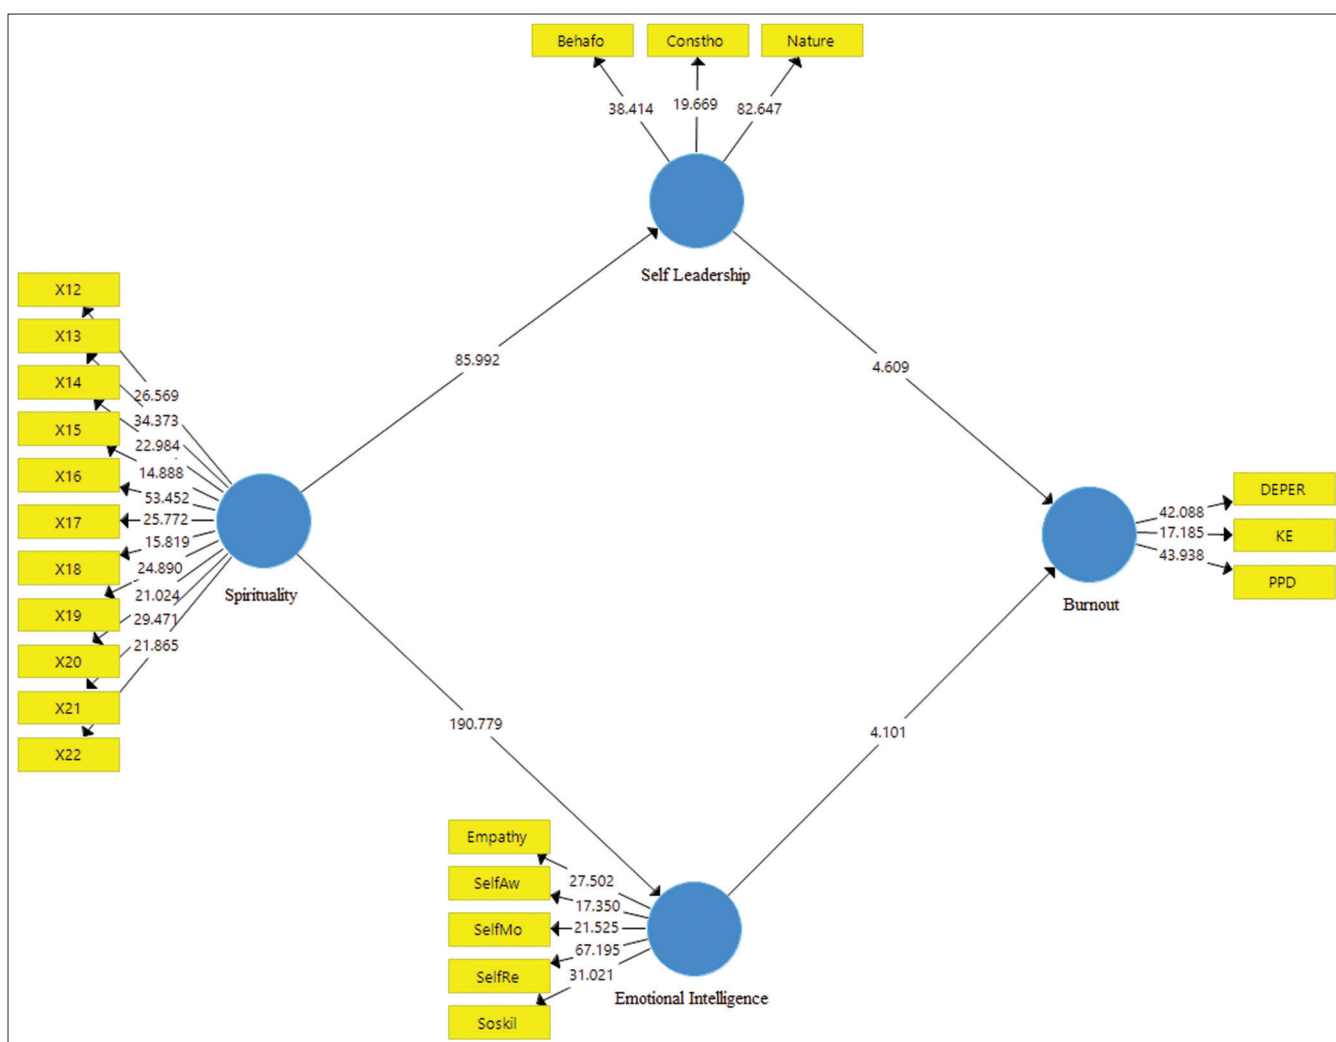 Behafo Constho Nature
38.414 19.669 82.647
Self Leadership
X12
X13
X14
X15
X16
X17
X18
X19
X20
X21
X22
26.569
34.373
22.984
14.888
53.452
25.772
15.819
24.890
21.024
29.471
21.865
Spirituality
85.992
4.609
190.779
4.101
DEPER
KE
PPD
42.088
17.185
43.938
Burnout
Empathy
SelfAw
SelfMo
SelfRe
Soskil
27.502
17.350
21.525
67.195
31.021
Emotional Intelligence